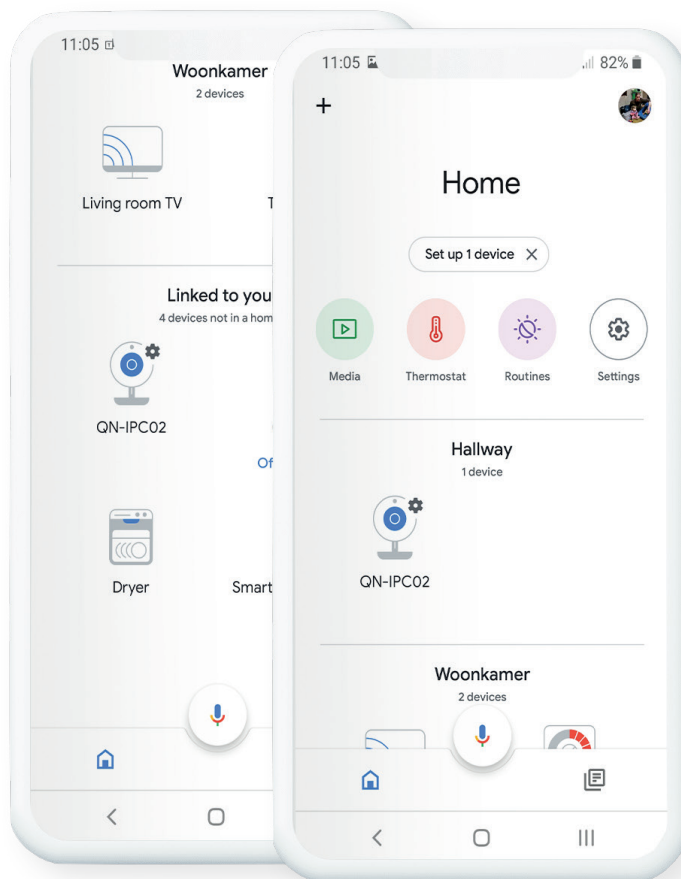 11:05
Woonkamer
2 devices
Living room TV
T
Linked to you
4 devices not in a hom
QN-IPC02
Of
Dryer
Smart
11:05
82%
Home
Set up 1 device
Media
Thermostat
Routines
Settings
Hallway
1 device
QN-IPC02
Woonkamer
2 devices